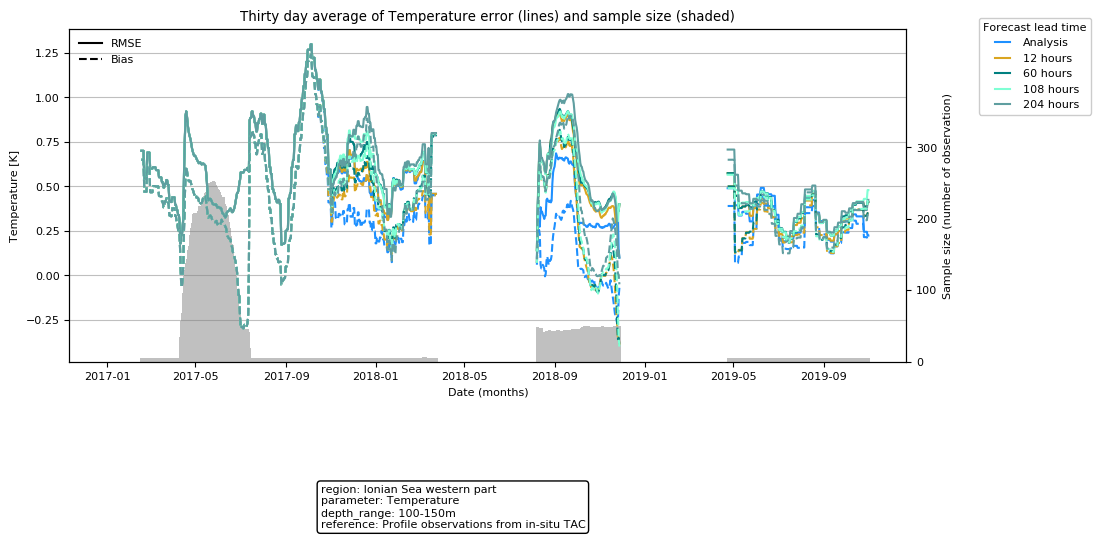 Thirty day average of Temperature error (lines) and sample size (shaded)
RMSE
Bias
Forecast lead time
Analysis
12 hours
60 hours
108 hours
204 hours
Temperature [K]
1.25
1.00
0.75
0.50
0.25
0.00
−0.25
Sample size (number of observation)
300
200
100
0
2017-01 2017-05 2017-09 2018-01 2018-05 2018-09 2019-01 2019-05 2019-09
Date (months)
region: Ionian Sea western part
parameter: Temperature
depth_range: 100-150m
reference: Profile observations from in-situ TAC